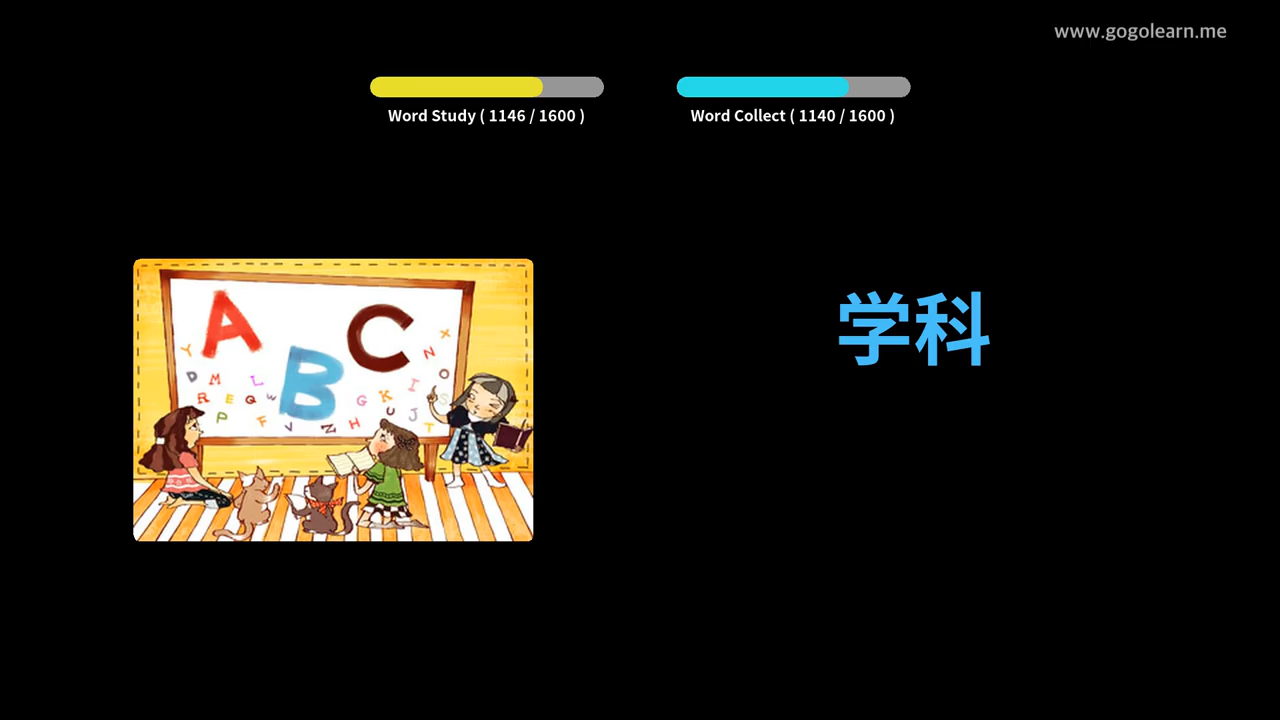 www.gogolearn.me
Word Study ( 1146 / 1600 )
Word Collect ( 1140 / 1600 )
学科
A
B
C
X
Y
N
D M L
O
R E Q W
G K I
S
P F V Z H U J T